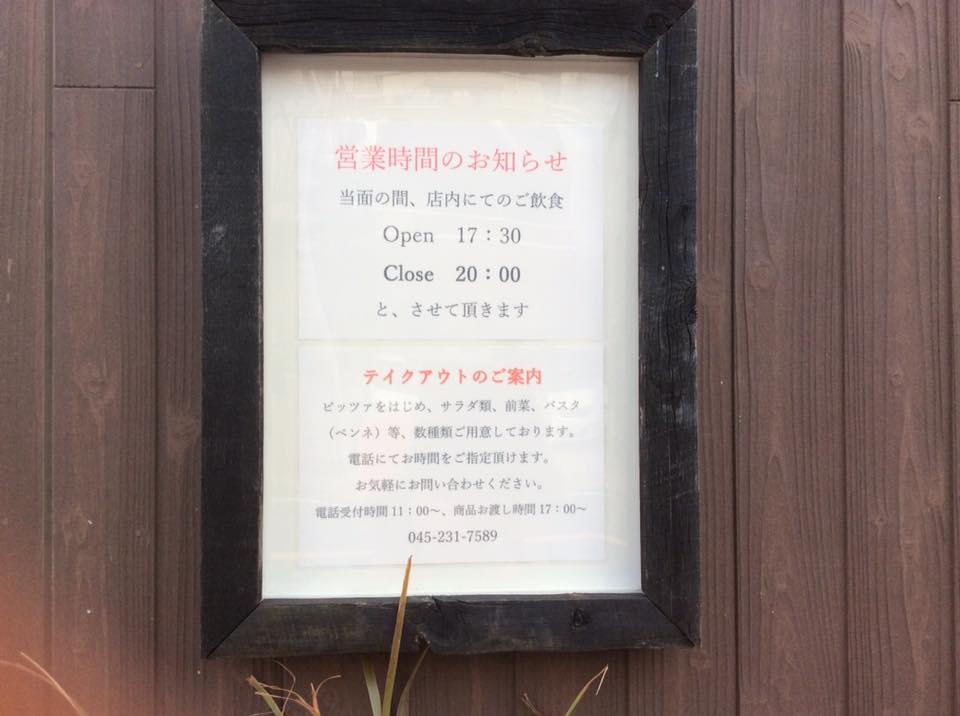 営業時間のお知らせ
当面の間、店内にてのご飲食
Open 17：30
Close 20：00
と、させて頂きます
テイクアウトのご案内
ピッツァをはじめ、サラダ類、前菜、パスタ
（ペンネ）等、数種類ご用意しております。
電話にてお時間をご指定頂けます。
お気軽にお問い合わせください。
電話受付時間 11：00～、商品お渡し時間 17：00～
045-231-7589